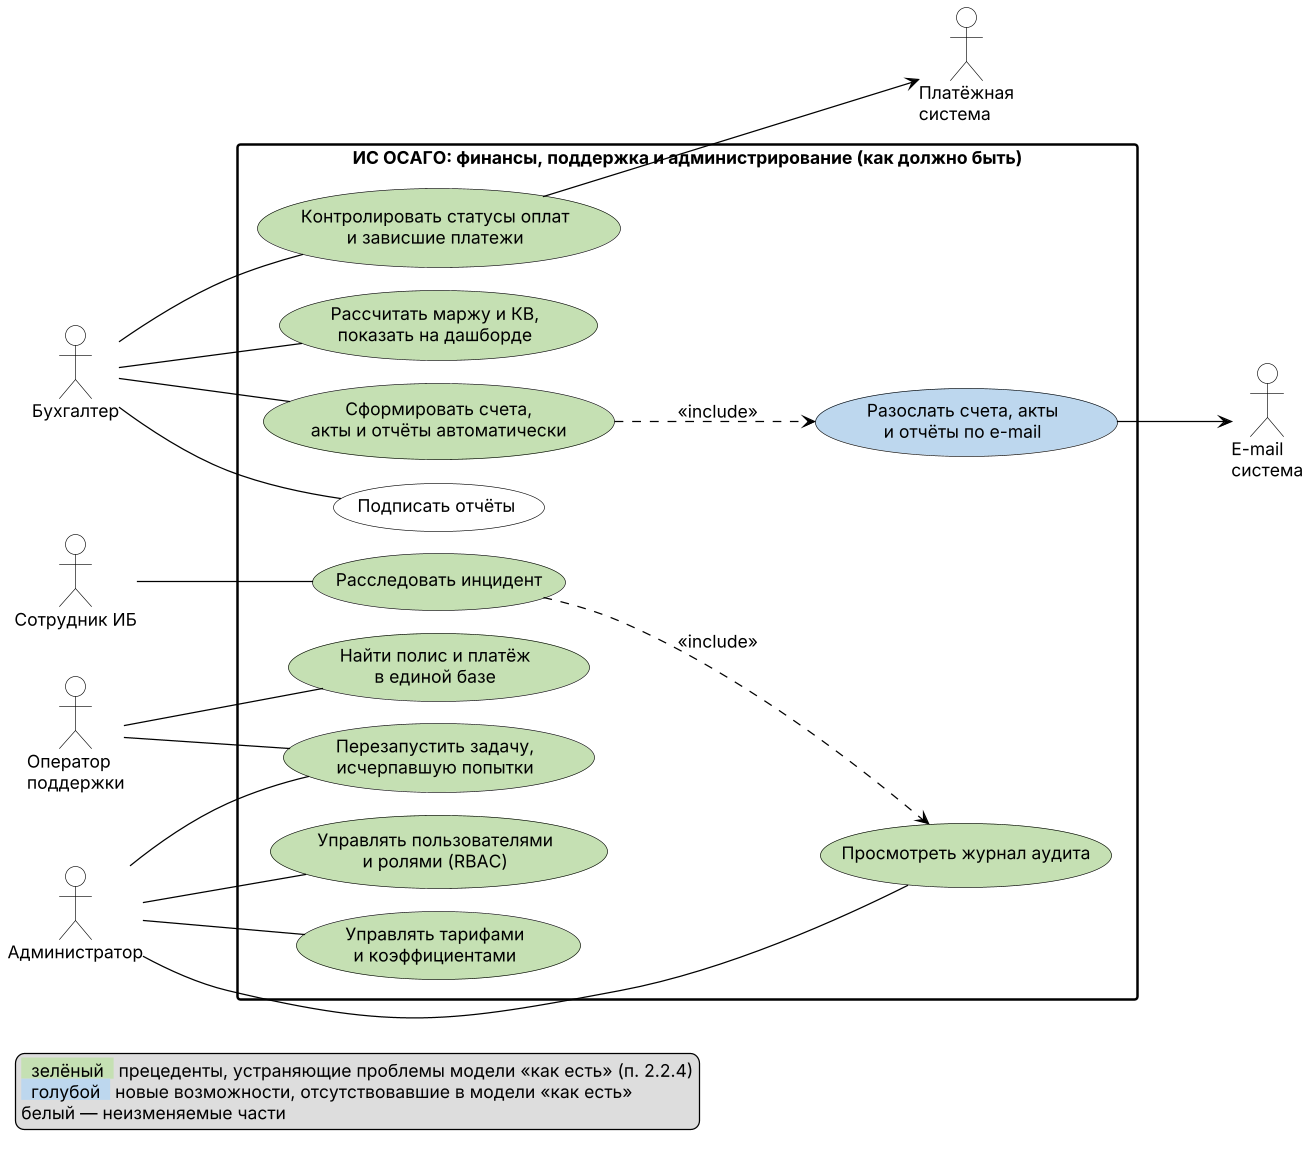 Платёжная
система
ИС ОСАГО: финансы, поддержка и администрирование (как должно быть)
Контролировать статусы оплат
и зависшие платежи
Рассчитать маржу и КВ,
показать на дашборде
Бухгалтер
Сформировать счета,
акты и отчёты автоматически
«include»
Разослать счета, акты
и отчёты по e-mail
E-mail
система
Подписать отчёты
Сотрудник ИБ
Расследовать инцидент
«include»
Найти полис и платёж
в единой базе
Оператор
поддержки
Перезапустить задачу,
исчерпавшую попытки
Управлять пользователями
и ролями (RBAC)
Просмотреть журнал аудита
Администратор
Управлять тарифами
и коэффициентами
зелёный прецеденты, устраняющие проблемы модели «как есть» (п. 2.2.4)
голубой новые возможности, отсутствовавшие в модели «как есть»
белый — неизменяемые части